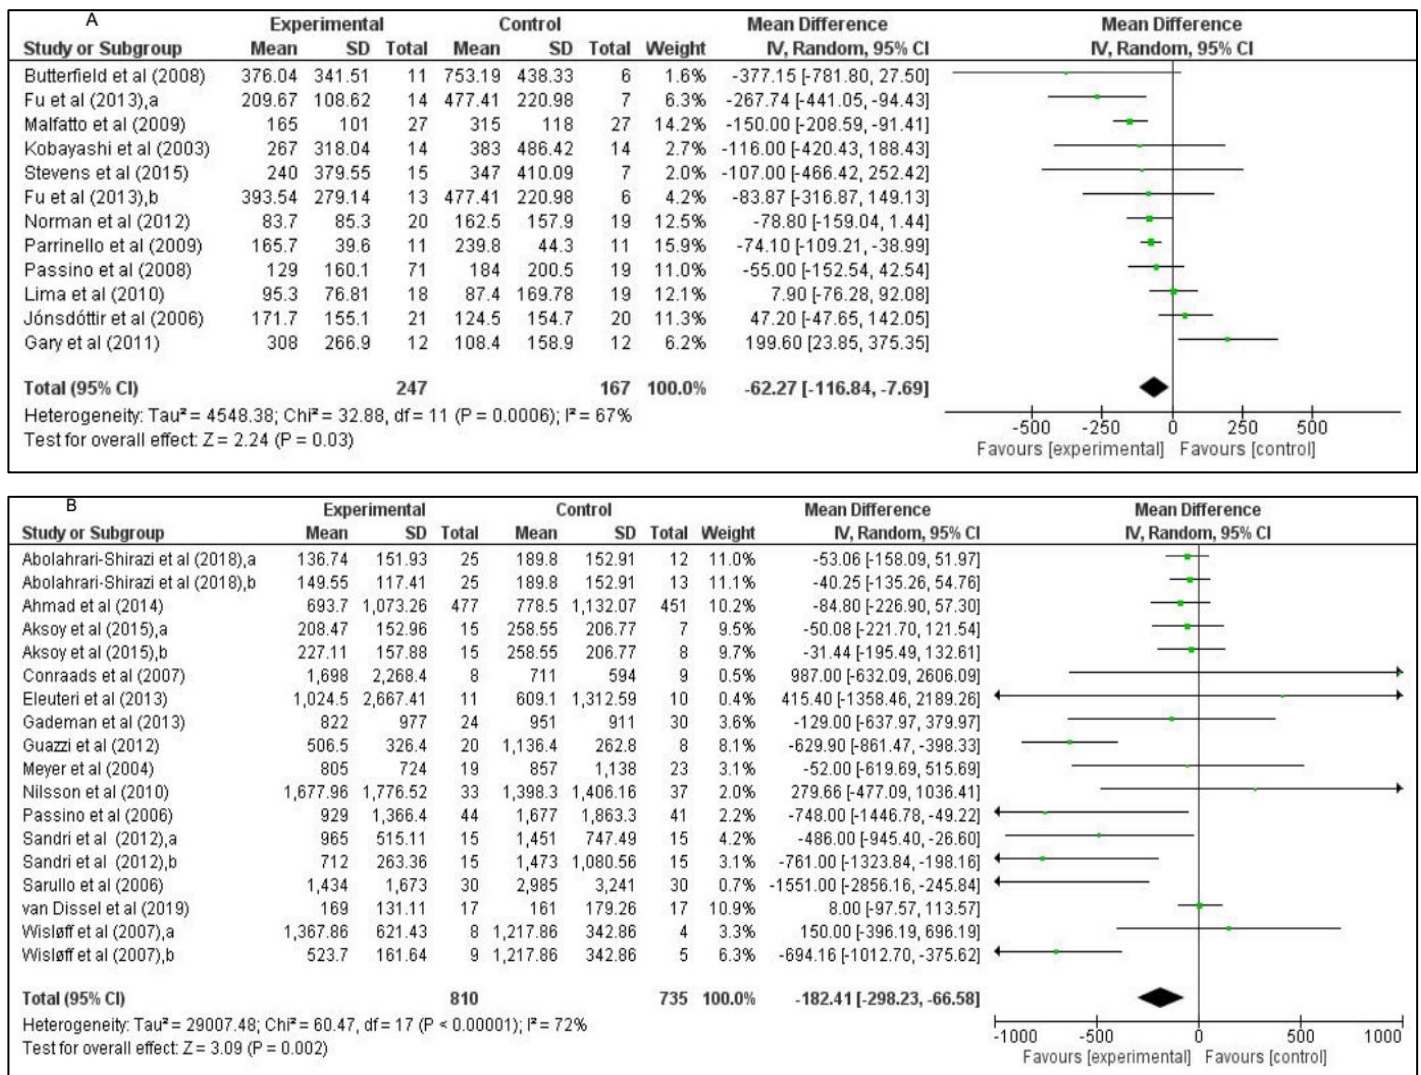 A
Experimental Control Mean Difference Mean Difference
Study or Subgroup Mean SD Total Mean SD Total Weight IV, Random, 95% CI IV, Random, 95% CI
Butterfield et al (2008) 376.04 341.51 11 753.19 438.33 6 1.6% -377.15 [-781.80, 27.50]
Fu et al (2013),a 209.67 108.62 14 477.41 220.98 7 6.3% -267.74 [-441.05, -94.43]
Malfatto et al (2009) 165 101 27 315 118 27 14.2% -150.00 [-208.59, -91.41]
Kobayashi et al (2003) 267 318.04 14 383 486.42 14 2.7% -116.00 [-420.43, 188.43]
Stevens et al (2015) 240 379.55 15 347 410.09 7 2.0% -107.00 [-466.42, 252.42]
Fu et al (2013),b 393.54 279.14 13 477.41 220.98 6 4.2% -83.87 [-316.87, 149.13]
Norman et al (2012) 83.7 85.3 20 162.5 157.9 19 12.5% -78.80 [-159.04, 1.44]
Parrinello et al (2009) 165.7 39.6 11 239.8 44.3 11 15.9% -74.10 [-109.21, -38.99]
Passino et al (2008) 129 160.1 71 184 200.5 19 11.0% -55.00 [-152.54, 42.54]
Lima et al (2010) 95.3 76.81 18 87.4 169.78 19 12.1% 7.90 [-76.28, 92.08]
Jónsdóttir et al (2006) 171.7 155.1 21 124.5 154.7 20 11.3% 47.20 [-47.65, 142.05]
Gary et al (2011) 308 266.9 12 108.4 158.9 12 6.2% 199.60 [23.85, 375.35]
Total (95% CI) 247 167 100.0% -62.27 [-116.84, -7.69]
Heterogeneity: Tau² = 4548.38; Chi² = 32.88, df = 11 (P = 0.0006); I² = 67%
Test for overall effect: Z = 2.24 (P = 0.03)
-500 -250 0 250 500
Favours [experimental] Favours [control]
B
Experimental Control Mean Difference Mean Difference
Study or Subgroup Mean SD Total Mean SD Total Weight IV, Random, 95% CI IV, Random, 95% CI
Abolahrari-Shirazi et al (2018),a 136.74 151.93 25 189.8 152.91 12 11.0% -53.06 [-158.09, 51.97]
Abolahrari-Shirazi et al (2018),b 149.55 117.41 25 189.8 152.91 13 11.1% -40.25 [-135.26, 54.76]
Ahmad et al (2014) 693.7 1,073.26 477 778.5 1,132.07 451 10.2% -84.80 [-226.90, 57.30]
Aksoy et al (2015),a 208.47 152.96 15 258.55 206.77 7 9.5% -50.08 [-221.70, 121.54]
Aksoy et al (2015),b 227.11 157.88 15 258.55 206.77 8 9.7% -31.44 [-195.49, 132.61]
Conraads et al (2007) 1,698 2,268.4 8 711 594 9 0.5% 987.00 [-632.09, 2606.09]
Eleuteri et al (2013) 1,024.5 2,667.41 11 609.1 1,312.59 10 0.4% 415.40 [-1358.46, 2189.26]
Gademan et al (2013) 822 977 24 951 911 30 3.6% -129.00 [-637.97, 379.97]
Guazzi et al (2012) 506.5 326.4 20 1,136.4 262.8 8 8.1% -629.90 [-861.47, -398.33]
Meyer et al (2004) 805 724 19 857 1,138 23 3.1% -52.00 [-619.69, 515.69]
Nilsson et al (2010) 1,677.96 1,776.52 33 1,398.3 1,406.16 37 2.0% 279.66 [-477.09, 1036.41]
Passino et al (2006) 929 1,366.4 44 1,677 1,863.3 41 2.2% -748.00 [-1446.78, -49.22]
Sandri et al (2012),a 965 515.11 15 1,451 747.49 15 4.2% -486.00 [-945.40, -26.60]
Sandri et al (2012),b 712 263.36 15 1,473 1,080.56 15 3.1% -761.00 [-1323.84, -198.16]
Sarullo et al (2006) 1,434 1,673 30 2,985 3,241 30 0.7% -1551.00 [-2856.16, -245.84]
van Dissel et al (2019) 169 131.11 17 161 179.26 17 10.9% 8.00 [-97.57, 113.57]
Wisløff et al (2007),a 1,367.86 621.43 8 1,217.86 342.86 4 3.3% 150.00 [-396.19, 696.19]
Wisløff et al (2007),b 523.7 161.64 9 1,217.86 342.86 5 6.3% -694.16 [-1012.70, -375.62]
Total (95% CI) 810 735 100.0% -182.41 [-298.23, -66.58]
Heterogeneity: Tau² = 29007.48; Chi² = 60.47, df = 17 (P < 0.00001); I² = 72%
Test for overall effect: Z = 3.09 (P = 0.002)
-1000 -500 0 500 1000
Favours [experimental] Favours [control]